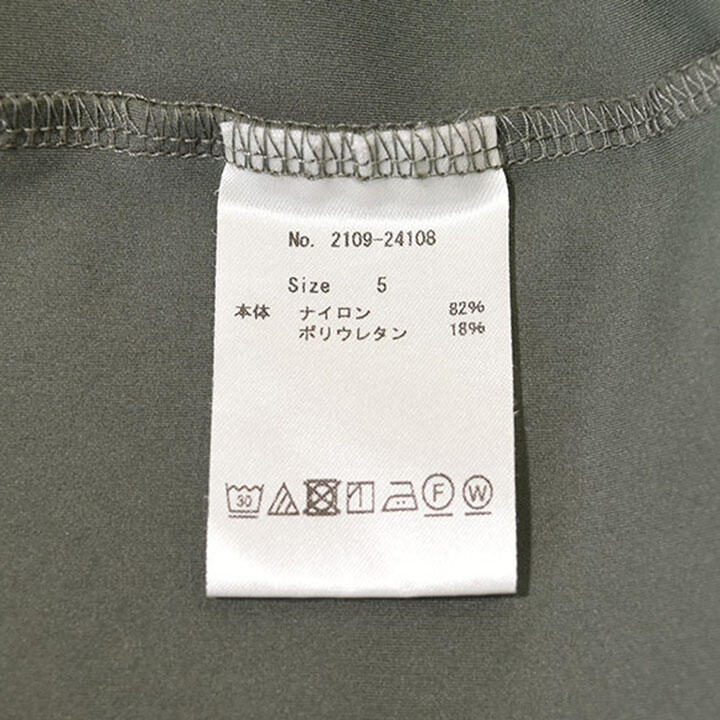 No. 2109-24108
Size 5
本体 ナイロン 82%
ポリウレタン 18%
30 F W